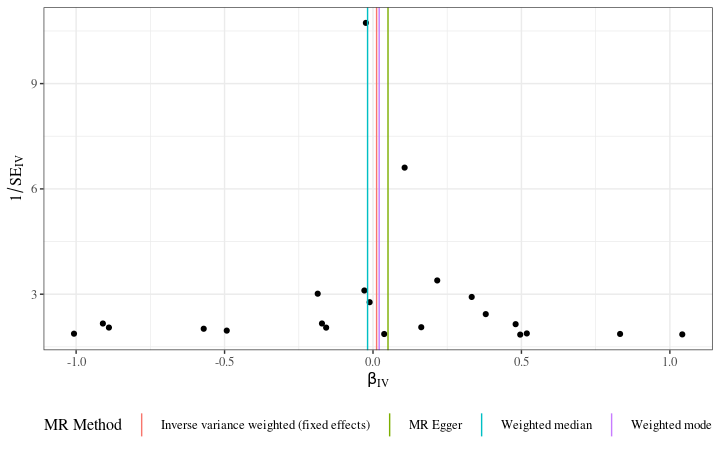 9
6
3
1/SE_IV
-1.0 -0.5 0.0 0.5 1.0
β_IV
MR Method Inverse variance weighted (fixed effects) MR Egger Weighted median Weighted mode